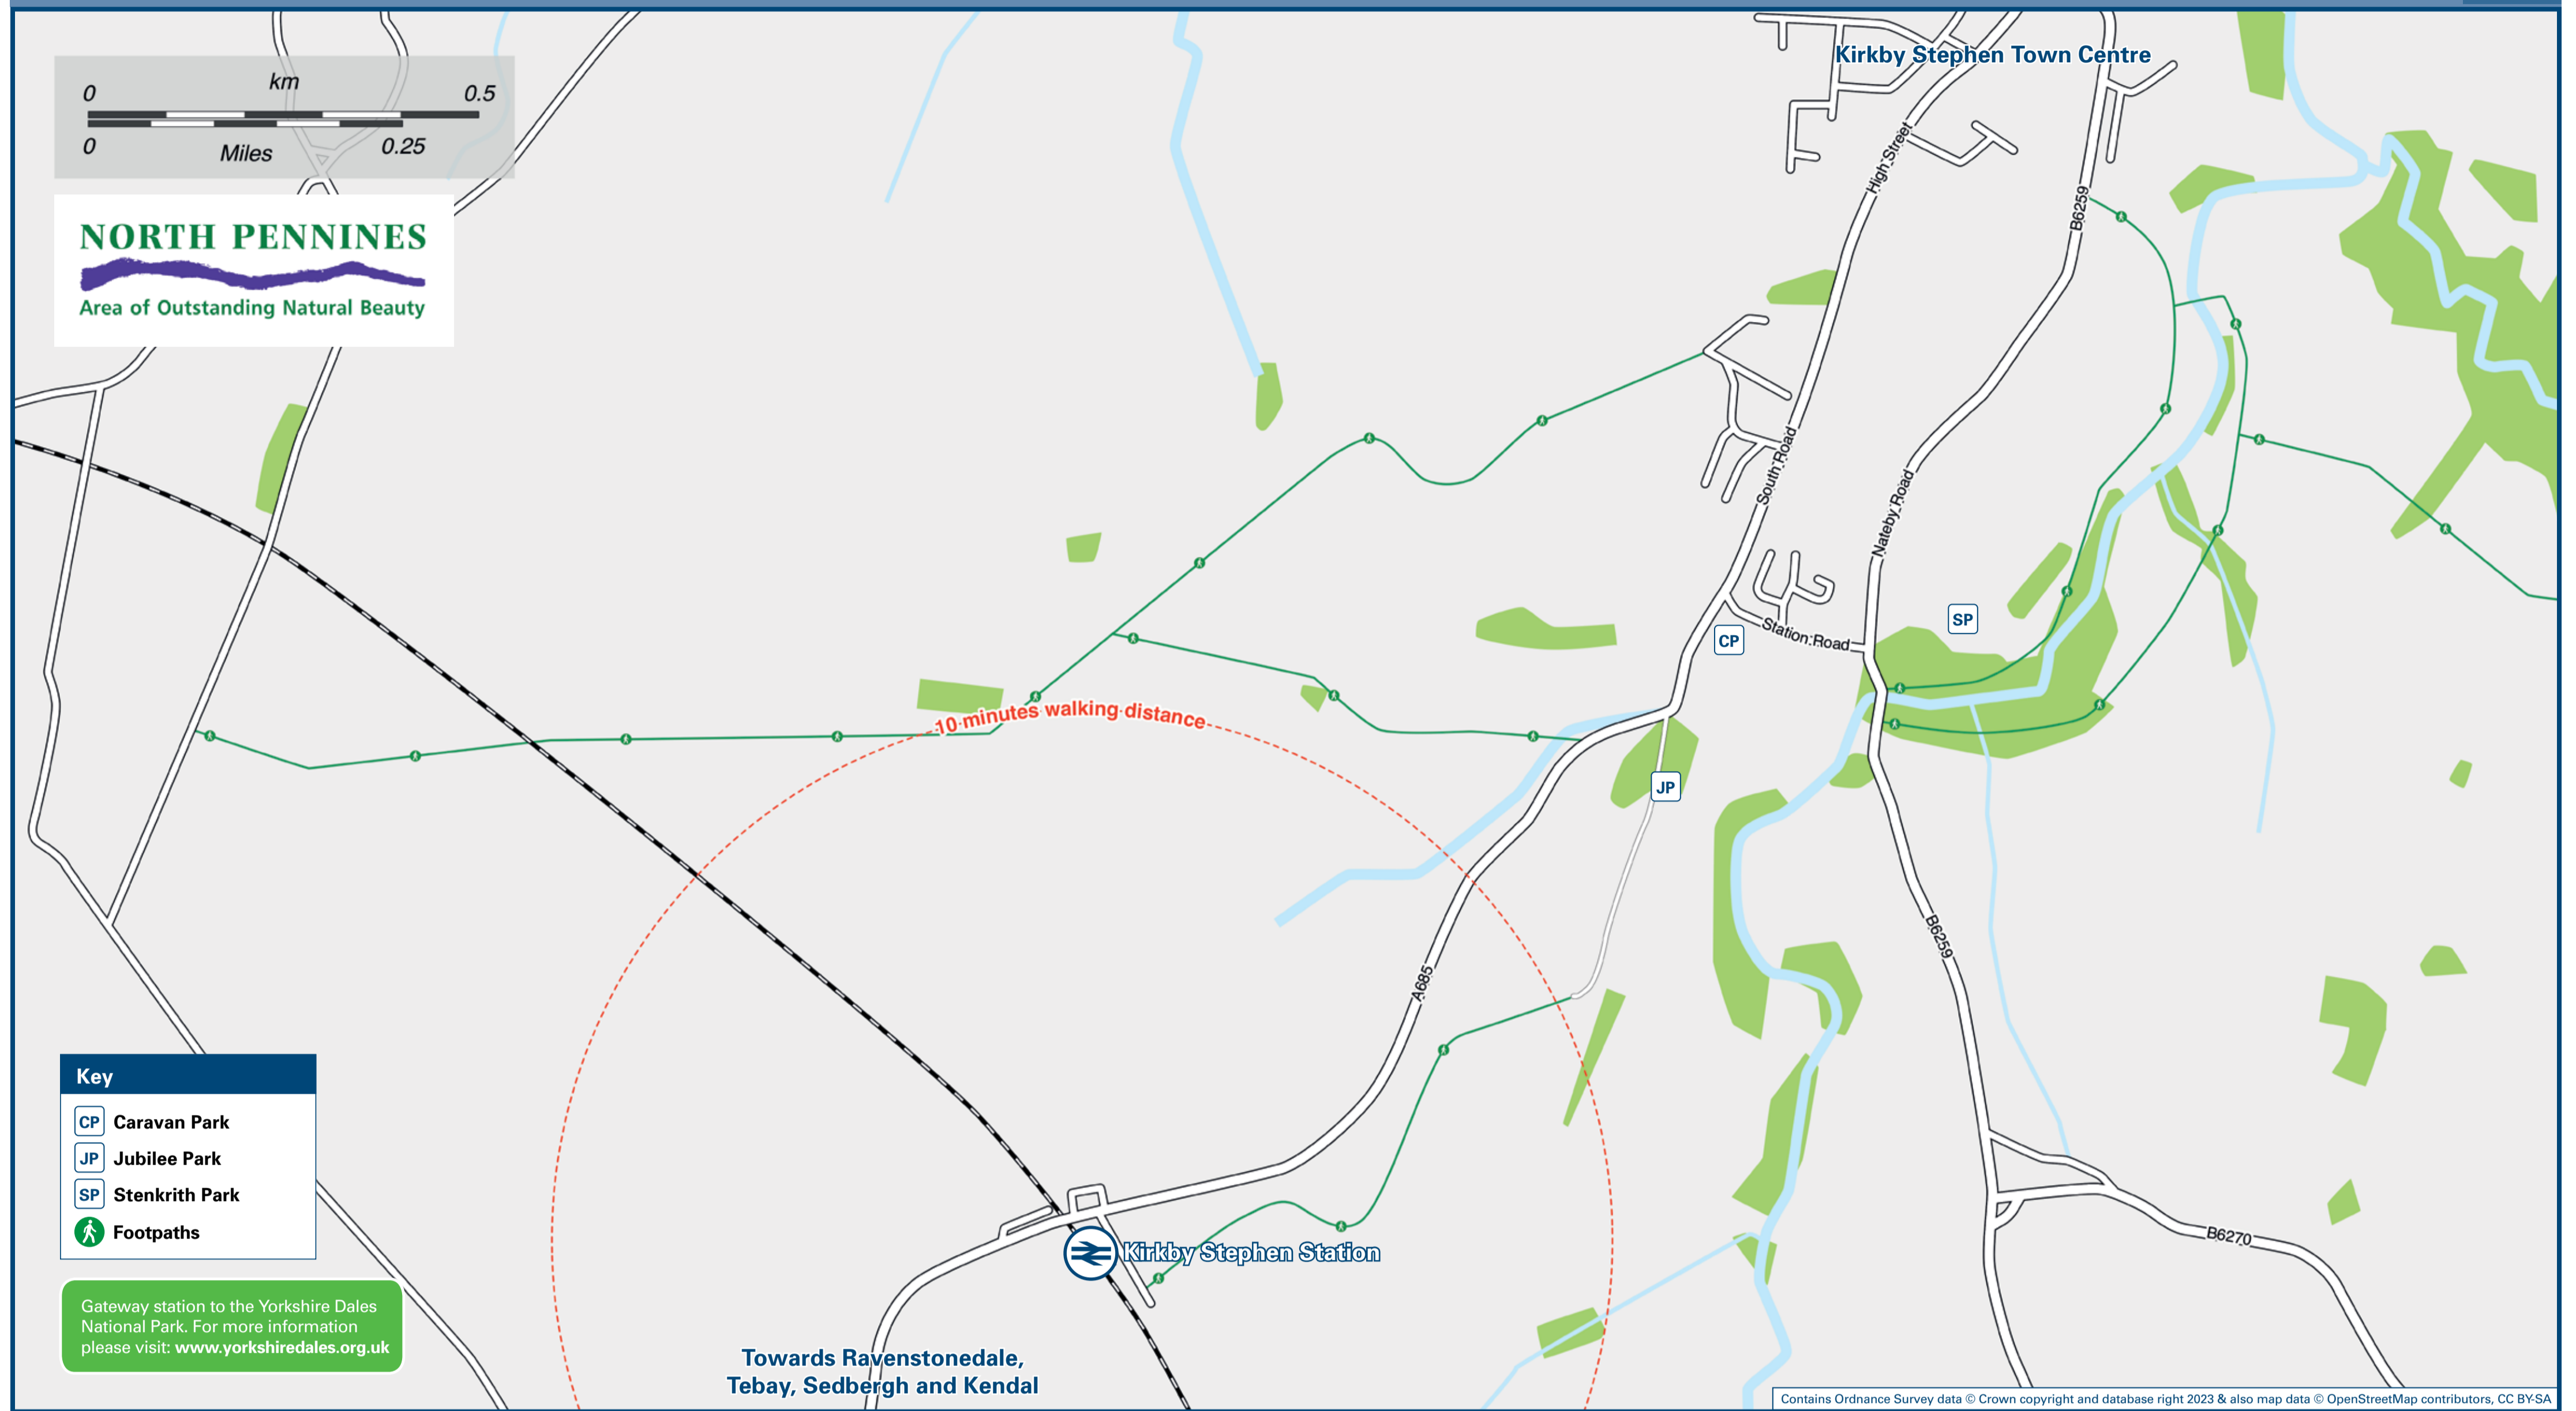 Kirkby Stephen Town Centre
km
0
0.5
0
Miles
0.25
NORTH PENNINES
Area of Outstanding Natural Beauty
High Street
B6259
South Road
Nateby Road
Station Road
SP
CP
10 minutes walking distance
JP
A685
B6259
B6270
Kirkby Stephen Station
Towards Ravenstonedale,
Tebay, Sedbergh and Kendal
Key
CP Caravan Park
JP Jubilee Park
SP Stenkrith Park
Footpaths
Gateway station to the Yorkshire Dales
National Park. For more information
please visit: www.yorkshiredales.org.uk
Contains Ordnance Survey data © Crown copyright and database right 2023 & also map data © OpenStreetMap contributors, CC BY-SA